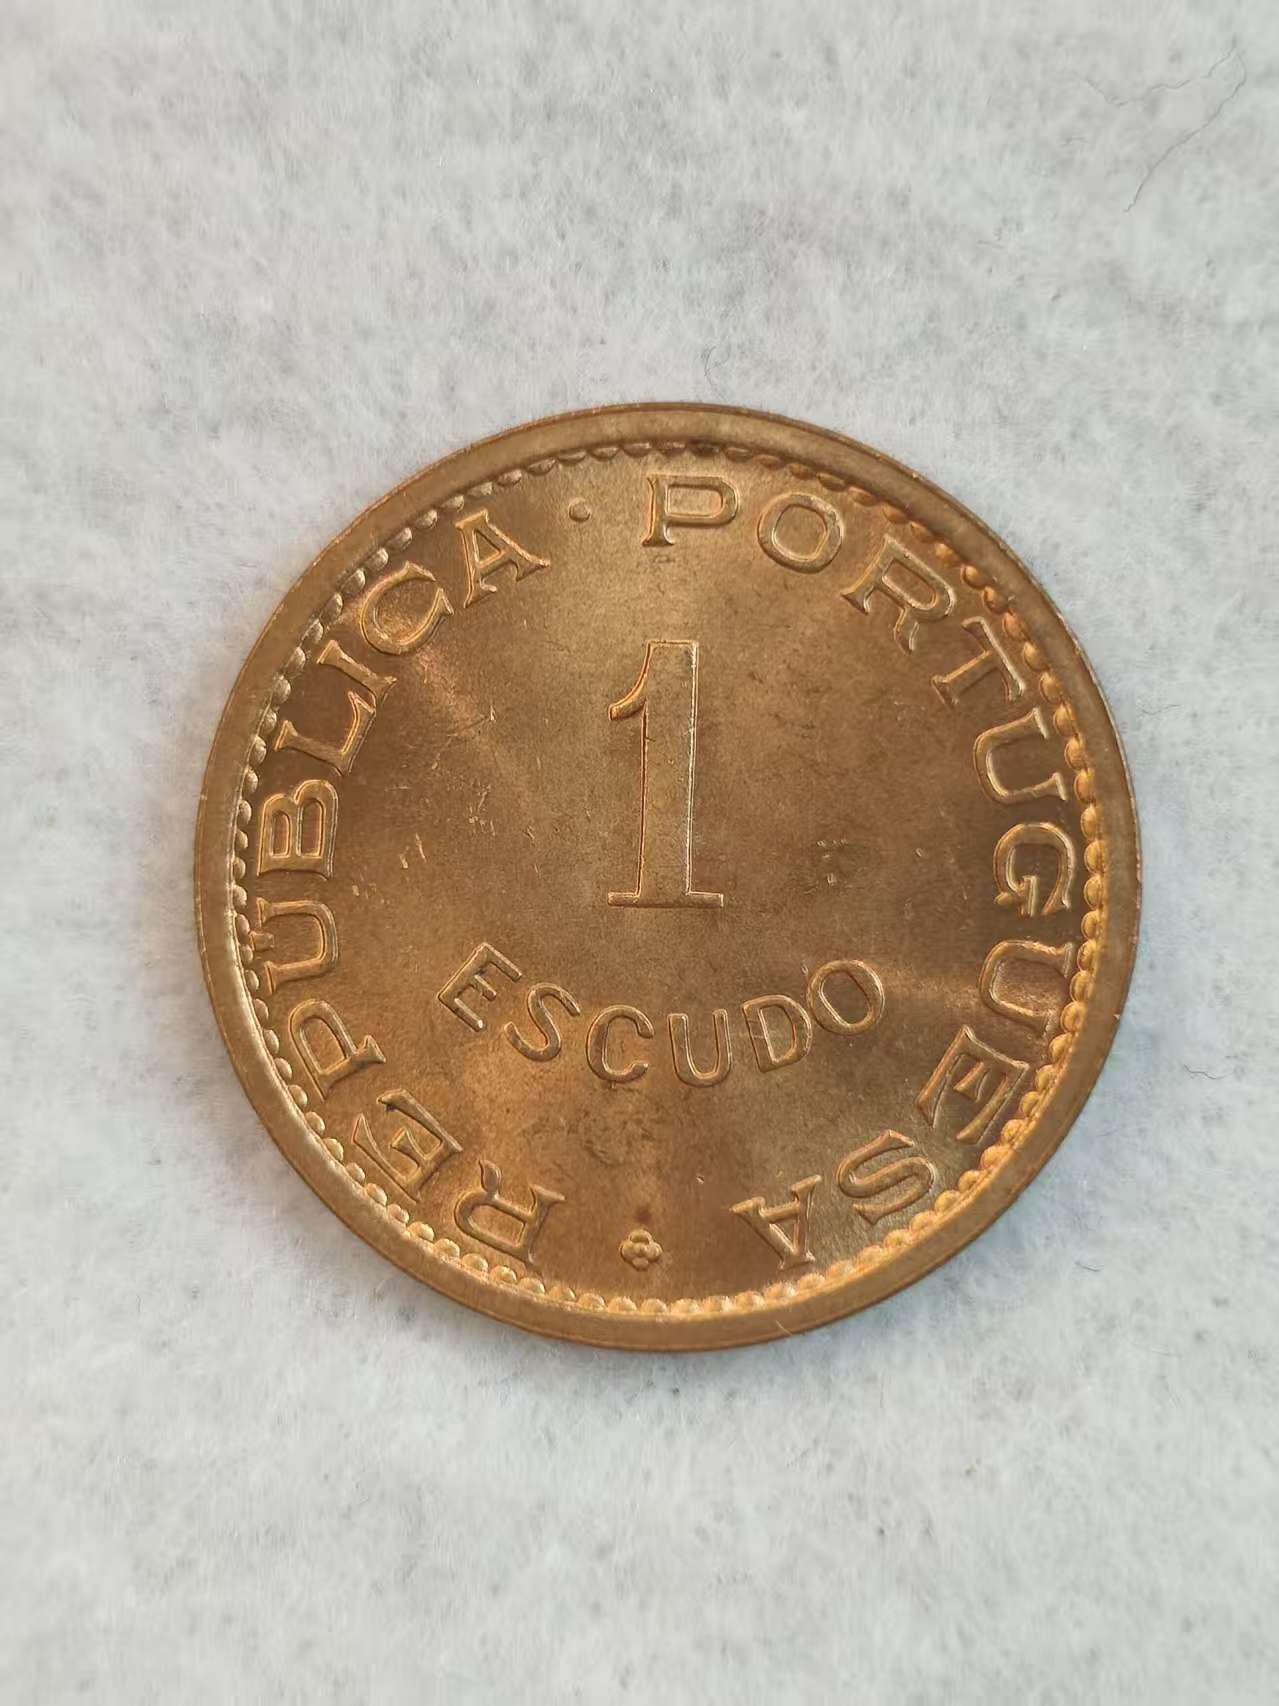 REPÚBLICA · PORTUGUESA
1
ESCUDO